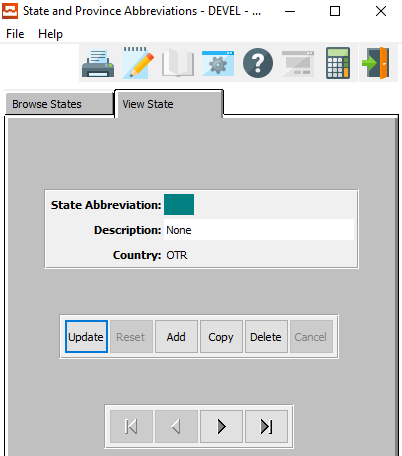 State and Province Abbreviations - DEVEL - ...
File Help
Browse States View State
State Abbreviation:
Description: None
Country: OTR
Update Reset Add Copy Delete Cancel